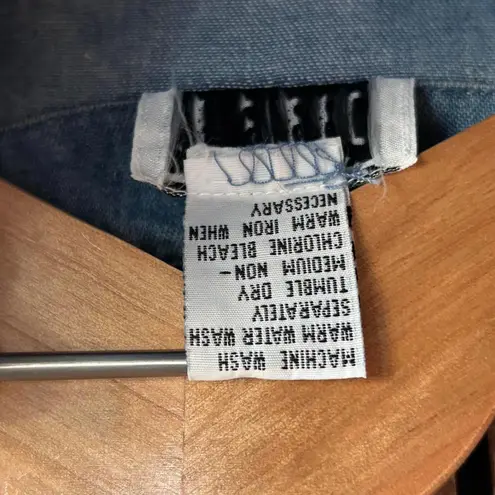 MACHINE WASH
WARM WATER WASH
SEPARATELY
TUMBLE DRY
MEDIUM NON-
CHLORINE BLEACH
WARM IRON WHEN
NECESSARY